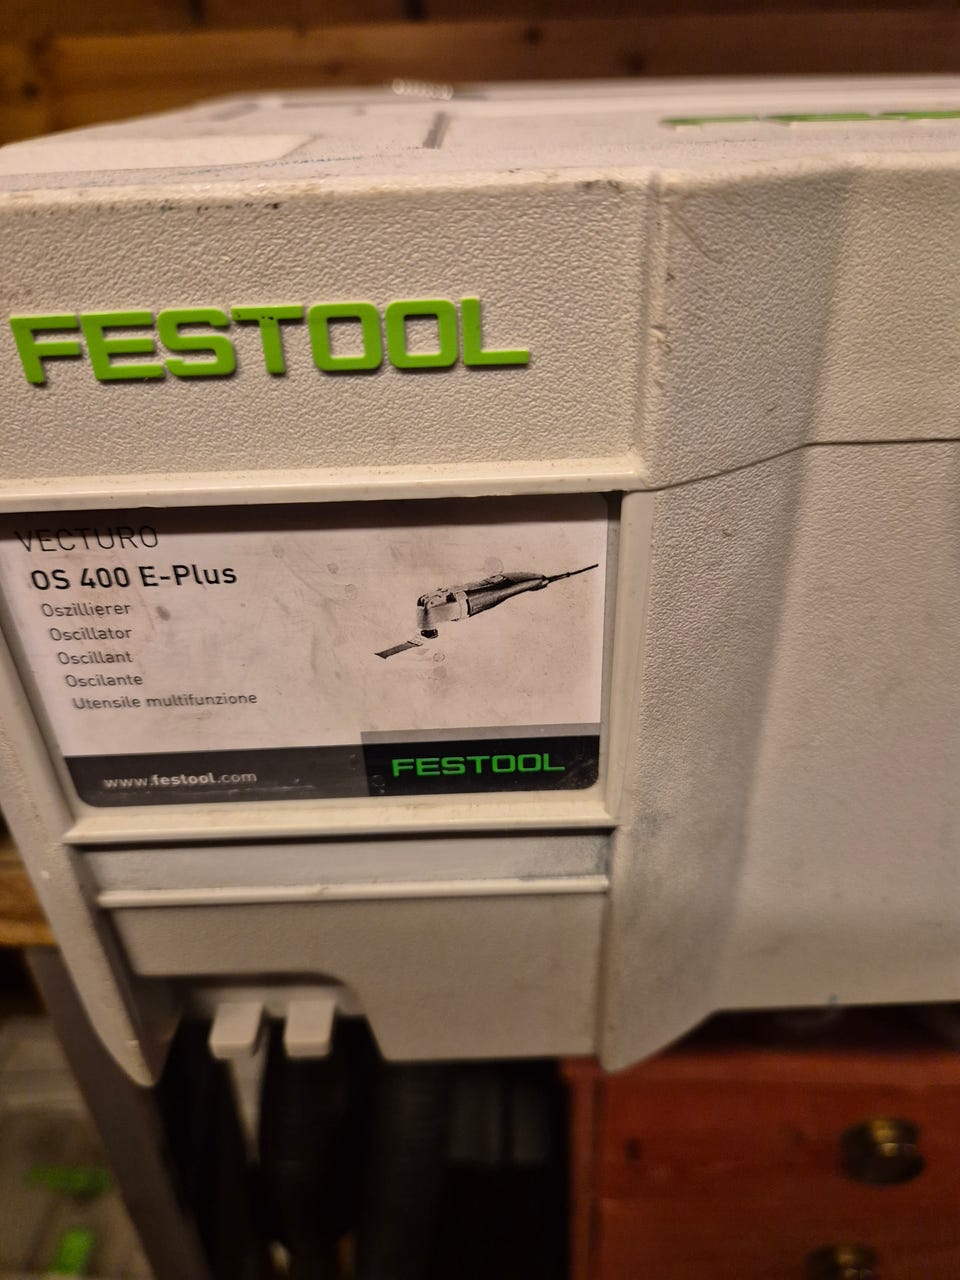 FESTOOL
VECTURO
OS 400 E-Plus
Oszillierer
Oscillator
Oscillant
Oscilante
Utensile multifunzione
www.festool.com
FESTOOL